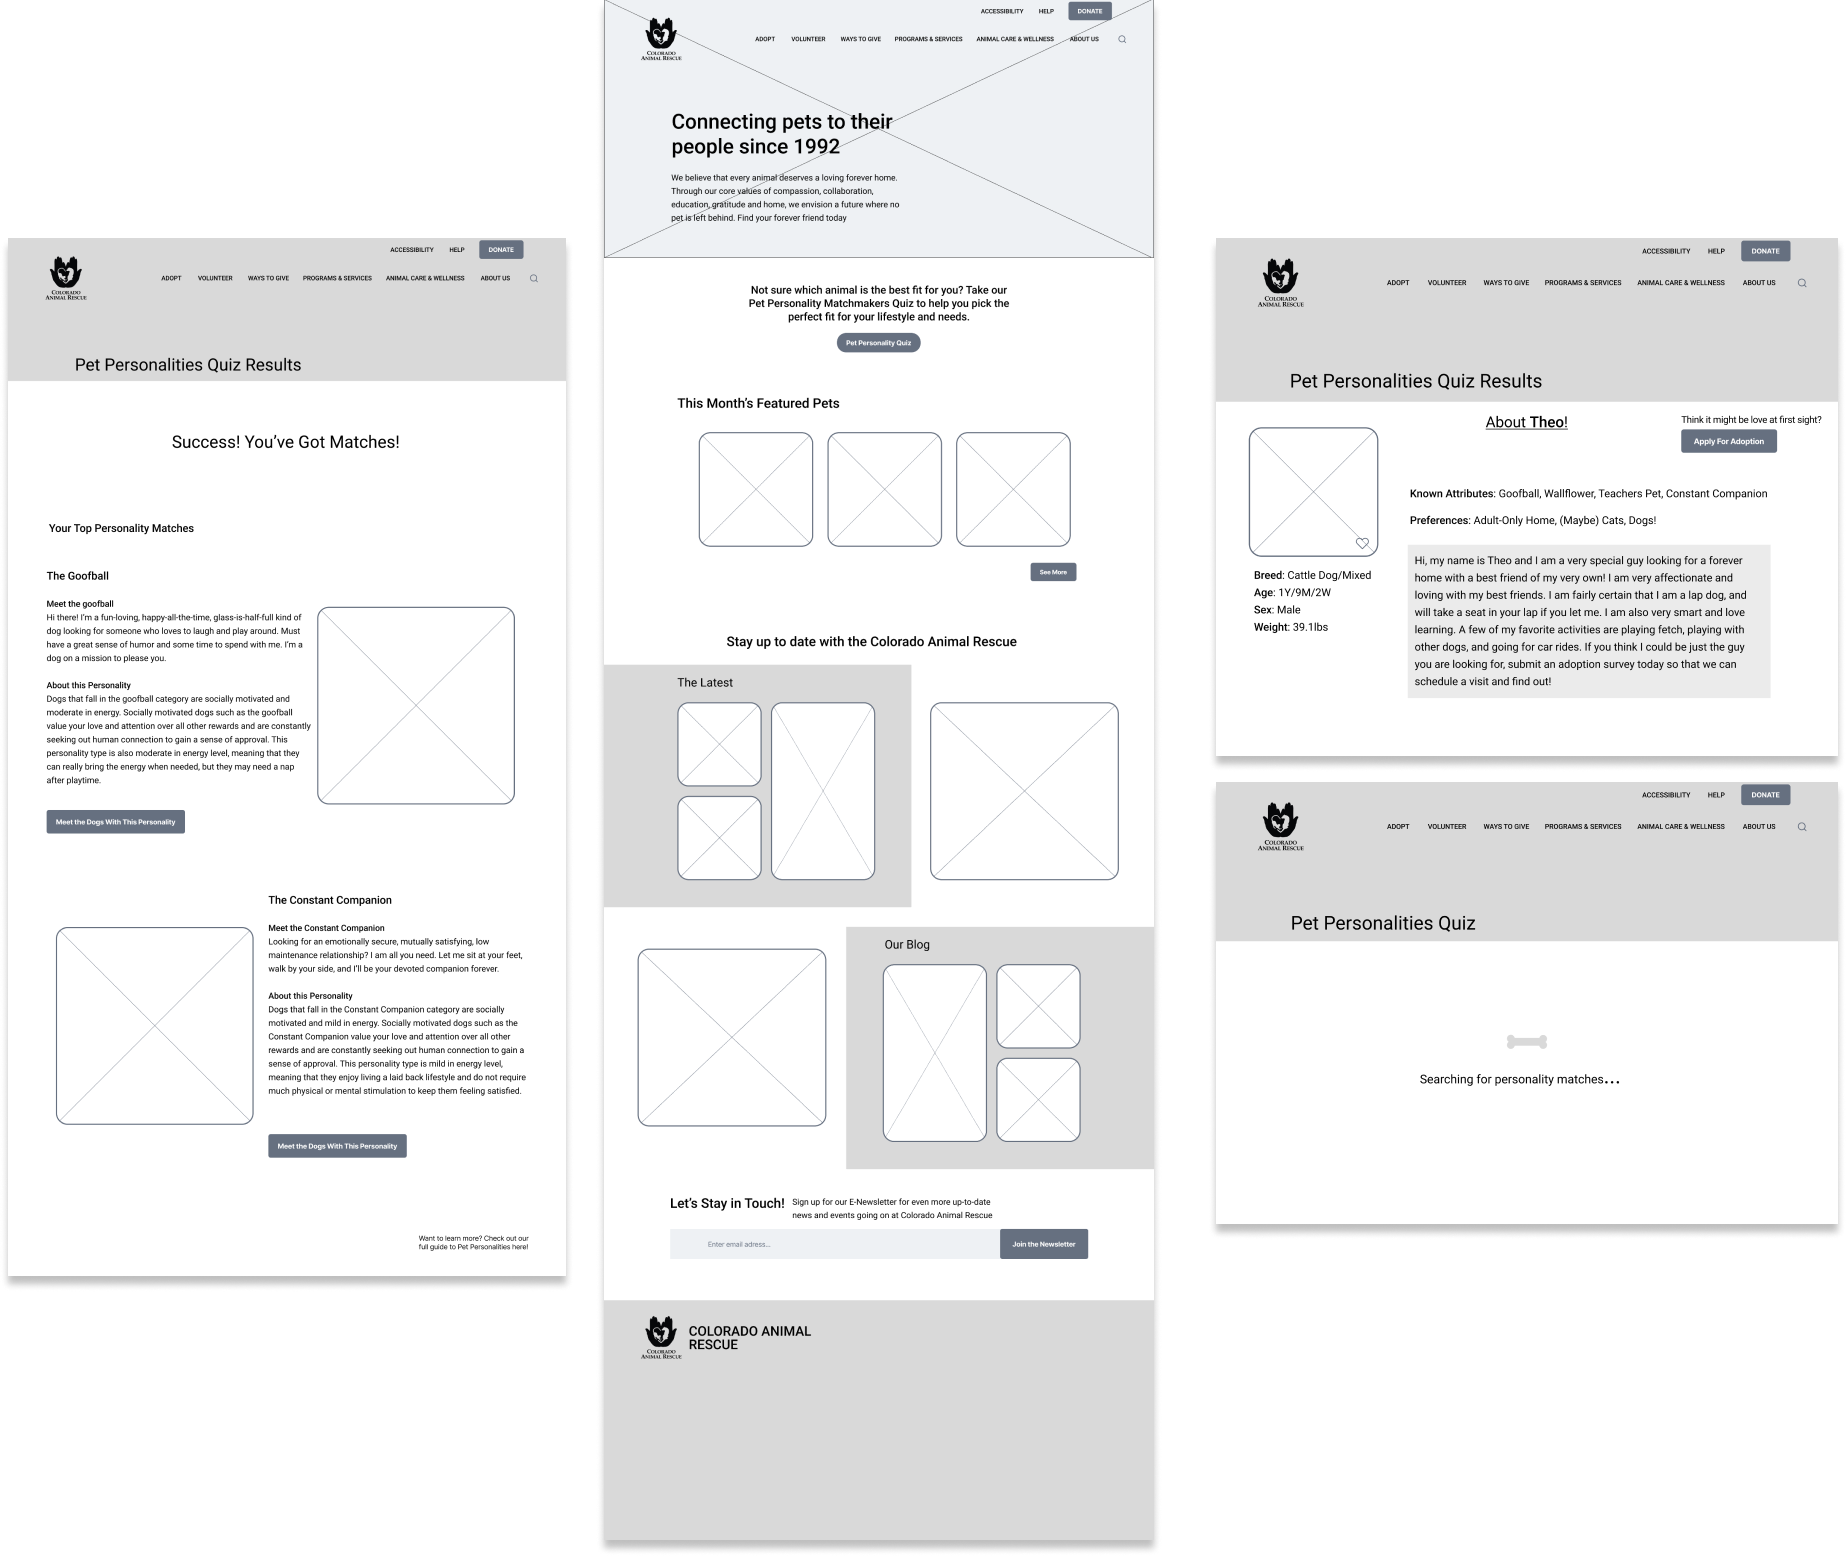 ACCESSIBILITY HELP DONATE
COLORADO
ANIMAL RESCUE
ADOPT VOLUNTEER WAYS TO GIVE PROGRAMS & SERVICES ANIMAL CARE & WELLNESS ABOUT US
Pet Personalities Quiz Results
Success! You've Got Matches!
Your Top Personality Matches
The Goofball
Meet the goofball
Hi there! I'm a fun-loving, happy-all-the-time, glass-is-half-full kind of
dog looking for someone who loves to laugh and play around. Must
have a great sense of humor and some time to spend with me. I'm a
dog on a mission to please you.
About this Personality
Dogs that fall in the goofball category are socially motivated and
moderate in energy. Socially motivated dogs such as the goofball
value your love and attention over all other rewards and are constantly
seeking out human connection to gain a sense of approval. This
personality type is also moderate in energy level, meaning that they
can really bring the energy when needed, but they may need a nap
after playtime.
Meet the Dogs With This Personality
The Constant Companion
Meet the Constant Companion
Looking for an emotionally secure, mutually satisfying, low
maintenance relationship? I am all you need. Let me sit at your feet,
walk by your side, and I'll be your devoted companion forever.
About this Personality
Dogs that fall in the Constant Companion category are socially
motivated and mild in energy. Socially motivated dogs such as the
Constant Companion value your love and attention over all other
rewards and are constantly seeking out human connection to gain a
sense of approval. This personality type is mild in energy level,
meaning that they enjoy living a laid back lifestyle and do not require
much physical or mental stimulation to keep them feeling satisfied.
Meet the Dogs With This Personality
Want to learn more? Check out our
full guide to Pet Personalities here!
ACCESSIBILITY HELP DONATE
COLORADO
ANIMAL RESCUE
ADOPT VOLUNTEER WAYS TO GIVE PROGRAMS & SERVICES ANIMAL CARE & WELLNESS ABOUT US
Connecting pets to their
people since 1992
We believe that every animal deserves a loving forever home.
Through our core values of compassion, collaboration,
education, gratitude and home, we envision a future where no
pet is left behind. Find your forever friend today
Not sure which animal is the best fit for you? Take our
Pet Personality Matchmakers Quiz to help you pick the
perfect fit for your lifestyle and needs.
Pet Personality Quiz
This Month's Featured Pets
See More
Stay up to date with the Colorado Animal Rescue
The Latest
Our Blog
Let's Stay in Touch!
Sign up for our E-Newsletter for even more up-to-date
news and events going on at Colorado Animal Rescue
Enter email adress...
Join the Newsletter
COLORADO
ANIMAL RESCUE
COLORADO ANIMAL
RESCUE
ACCESSIBILITY HELP DONATE
COLORADO
ANIMAL RESCUE
ADOPT VOLUNTEER WAYS TO GIVE PROGRAMS & SERVICES ANIMAL CARE & WELLNESS ABOUT US
Pet Personalities Quiz Results
About Theo!
Think it might be love at first sight?
Apply For Adoption
Known Attributes: Goofball, Wallflower, Teachers Pet, Constant Companion
Preferences: Adult-Only Home, (Maybe) Cats, Dogs!
Breed: Cattle Dog/Mixed
Age: 1Y/9M/2W
Sex: Male
Weight: 39.1lbs
Hi, my name is Theo and I am a very special guy looking for a forever
home with a best friend of my very own! I am very affectionate and
loving with my best friends. I am fairly certain that I am a lap dog, and
will take a seat in your lap if you let me. I am also very smart and love
learning. A few of my favorite activities are playing fetch, playing with
other dogs, and going for car rides. If you think I could be just the guy
you are looking for, submit an adoption survey today so that we can
schedule a visit and find out!
ACCESSIBILITY HELP DONATE
COLORADO
ANIMAL RESCUE
ADOPT VOLUNTEER WAYS TO GIVE PROGRAMS & SERVICES ANIMAL CARE & WELLNESS ABOUT US
Pet Personalities Quiz
Searching for personality matches...